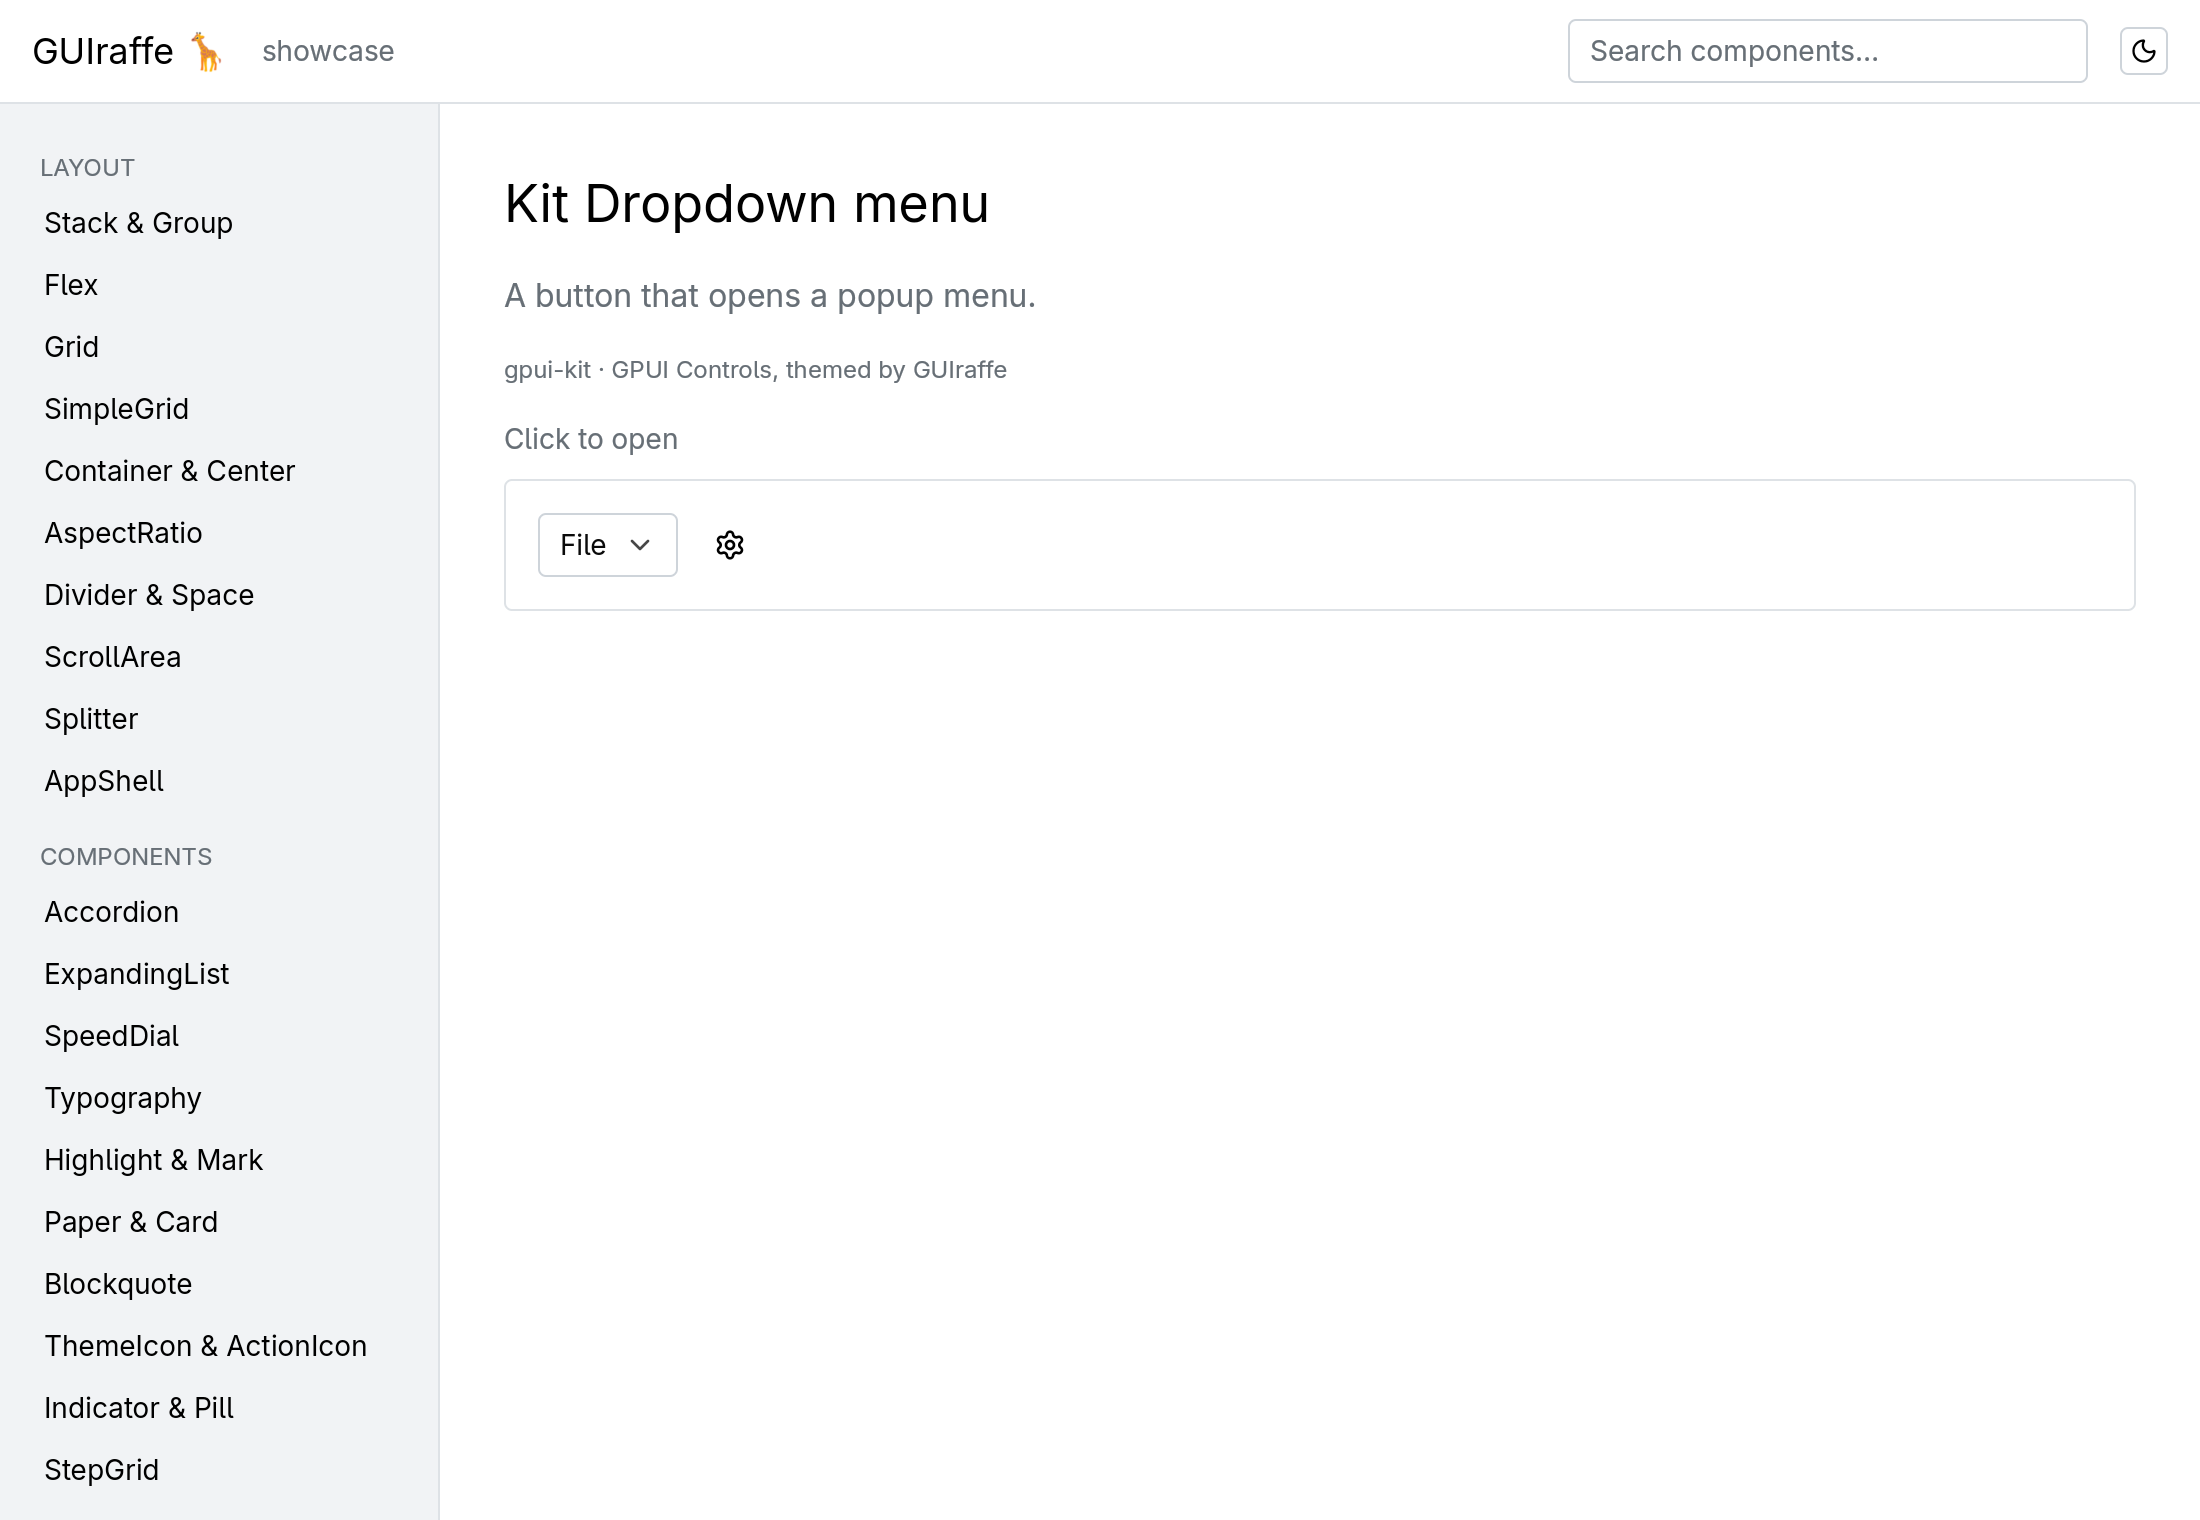 GUIraffe 🦒 showcase
Search components...
LAYOUT
Stack & Group
Flex
Grid
SimpleGrid
Container & Center
AspectRatio
Divider & Space
ScrollArea
Splitter
AppShell
COMPONENTS
Accordion
ExpandingList
SpeedDial
Typography
Highlight & Mark
Paper & Card
Blockquote
ThemeIcon & ActionIcon
Indicator & Pill
StepGrid
Kit Dropdown menu
A button that opens a popup menu.
gpui-kit · GPUI Controls, themed by GUIraffe
Click to open
File